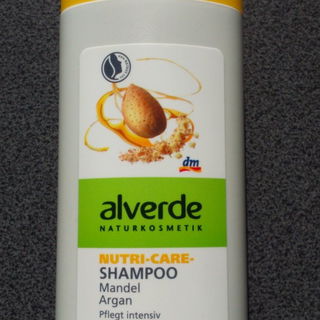 dm
alverde
NATURKOSMETIK
NUTRI-CARE-
SHAMPOO
Mandel
Argan
Pflegt intensiv